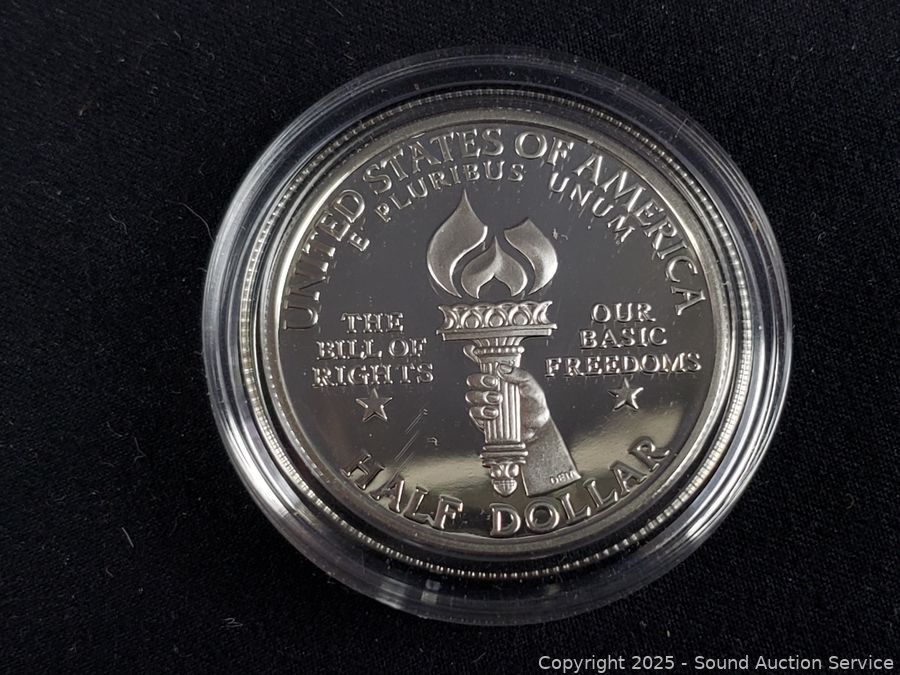 UNITED STATES OF AMERICA
E PLURIBUS UNUM
THE
BILL OF
RIGHTS
OUR
BASIC
FREEDOMS
HALF DOLLAR
Copyright 2025 - Sound Auction Service